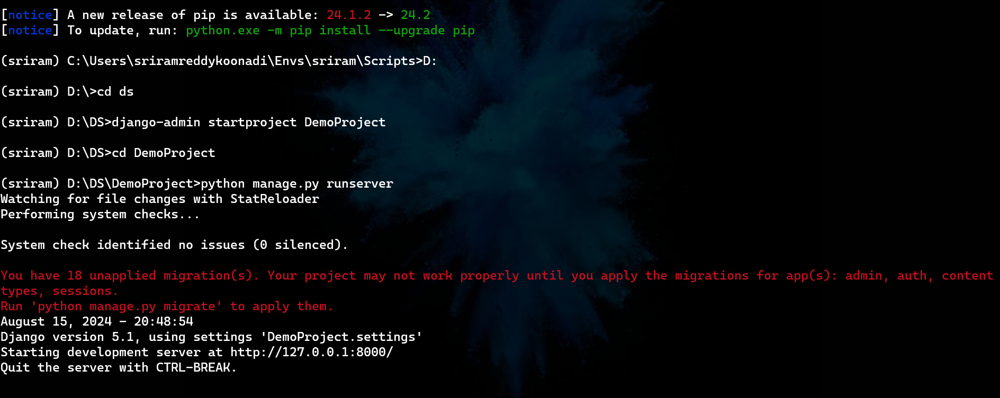 [notice] A new release of pip is available: 24.1.2 -> 24.2
[notice] To update, run: python.exe -m pip install --upgrade pip
(sriram) C:\Users\sriramreddykoonadi\Envs\sriram\Scripts>D:
(sriram) D:\>cd ds
(sriram) D:\DS>django-admin startproject DemoProject
(sriram) D:\DS>cd DemoProject
(sriram) D:\DS\DemoProject>python manage.py runserver
Watching for file changes with StatReloader
Performing system checks...
System check identified no issues (0 silenced).
You have 18 unapplied migration(s). Your project may not work properly until you apply the migrations for app(s): admin, auth, content
types, sessions.
Run 'python manage.py migrate' to apply them.
August 15, 2024 - 20:48:54
Django version 5.1, using settings 'DemoProject.settings'
Starting development server at http://127.0.0.1:8000/
Quit the server with CTRL-BREAK.